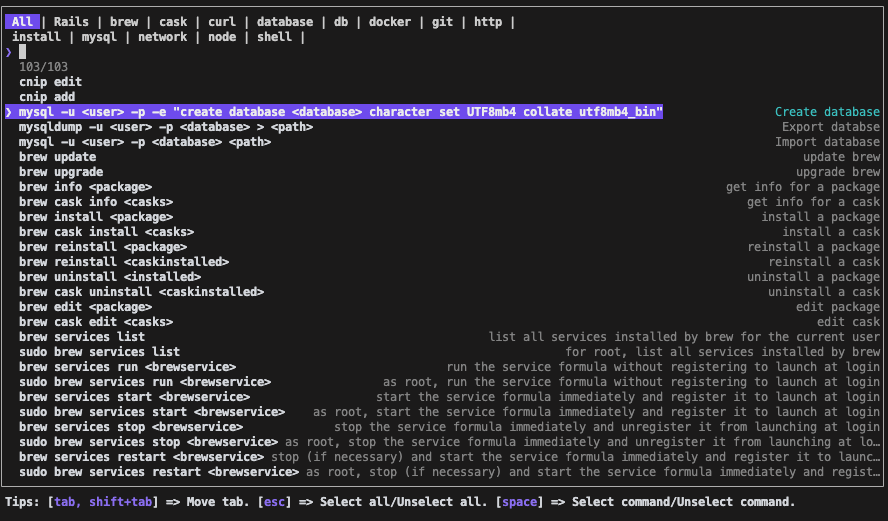 All | Rails | brew | cask | curl | database | db | docker | git | http |
install | mysql | network | node | shell |
❯
103/103
cnip edit
cnip add
❯ mysql -u <user> -p -e "create database <database> character set UTF8mb4 collate utf8mb4_bin" Create database
mysqldump -u <user> -p <database> > <path> Export databse
mysql -u <user> -p <database> <path> Import database
brew update update brew
brew upgrade upgrade brew
brew info <package> get info for a package
brew cask info <casks> get info for a cask
brew install <package> install a package
brew cask install <casks> install a cask
brew reinstall <package> reinstall a package
brew reinstall <caskinstalled> reinstall a cask
brew uninstall <installed> uninstall a package
brew cask uninstall <caskinstalled> uninstall a cask
brew edit <package> edit package
brew cask edit <casks> edit cask
brew services list list all services installed by brew for the current user
sudo brew services list for root, list all services installed by brew
brew services run <brewservice> run the service formula without registering to launch at login
sudo brew services run <brewservice> as root, run the service formula without registering to launch at login
brew services start <brewservice> start the service formula immediately and register it to launch at login
sudo brew services start <brewservice> as root, start the service formula immediately and register it to launch at login
brew services stop <brewservice> stop the service formula immediately and unregister it from launch at login
sudo brew services stop <brewservice> as root, stop the service formula immediately and unregister it from launching at lo…
brew services restart <brewservice> stop (if necessary) and start the service formula immediately and register it to launc…
sudo brew services restart <brewservice> as root, stop (if necessary) and start the service formula immediately and regist…
Tips: [tab, shift+tab] => Move tab. [esc] => Select all/Unselect all. [space] => Select command/Unselect command.